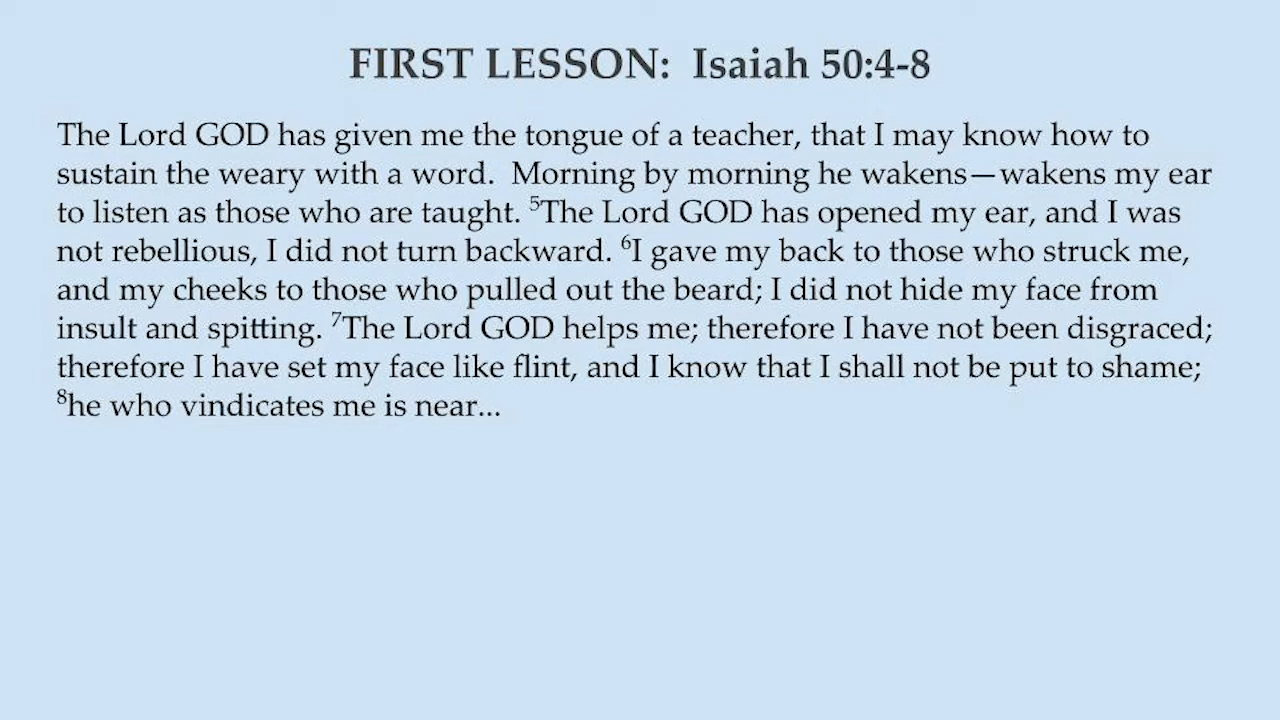 FIRST LESSON:  Isaiah 50:4-8
The Lord GOD has given me the tongue of a teacher, that I may know how to
sustain the weary with a word.  Morning by morning he wakens—wakens my ear
to listen as those who are taught. ⁵The Lord GOD has opened my ear, and I was
not rebellious, I did not turn backward. ⁶I gave my back to those who struck me,
and my cheeks to those who pulled out the beard; I did not hide my face from
insult and spitting. ⁷The Lord GOD helps me; therefore I have not been disgraced;
therefore I have set my face like flint, and I know that I shall not be put to shame;
⁸he who vindicates me is near...